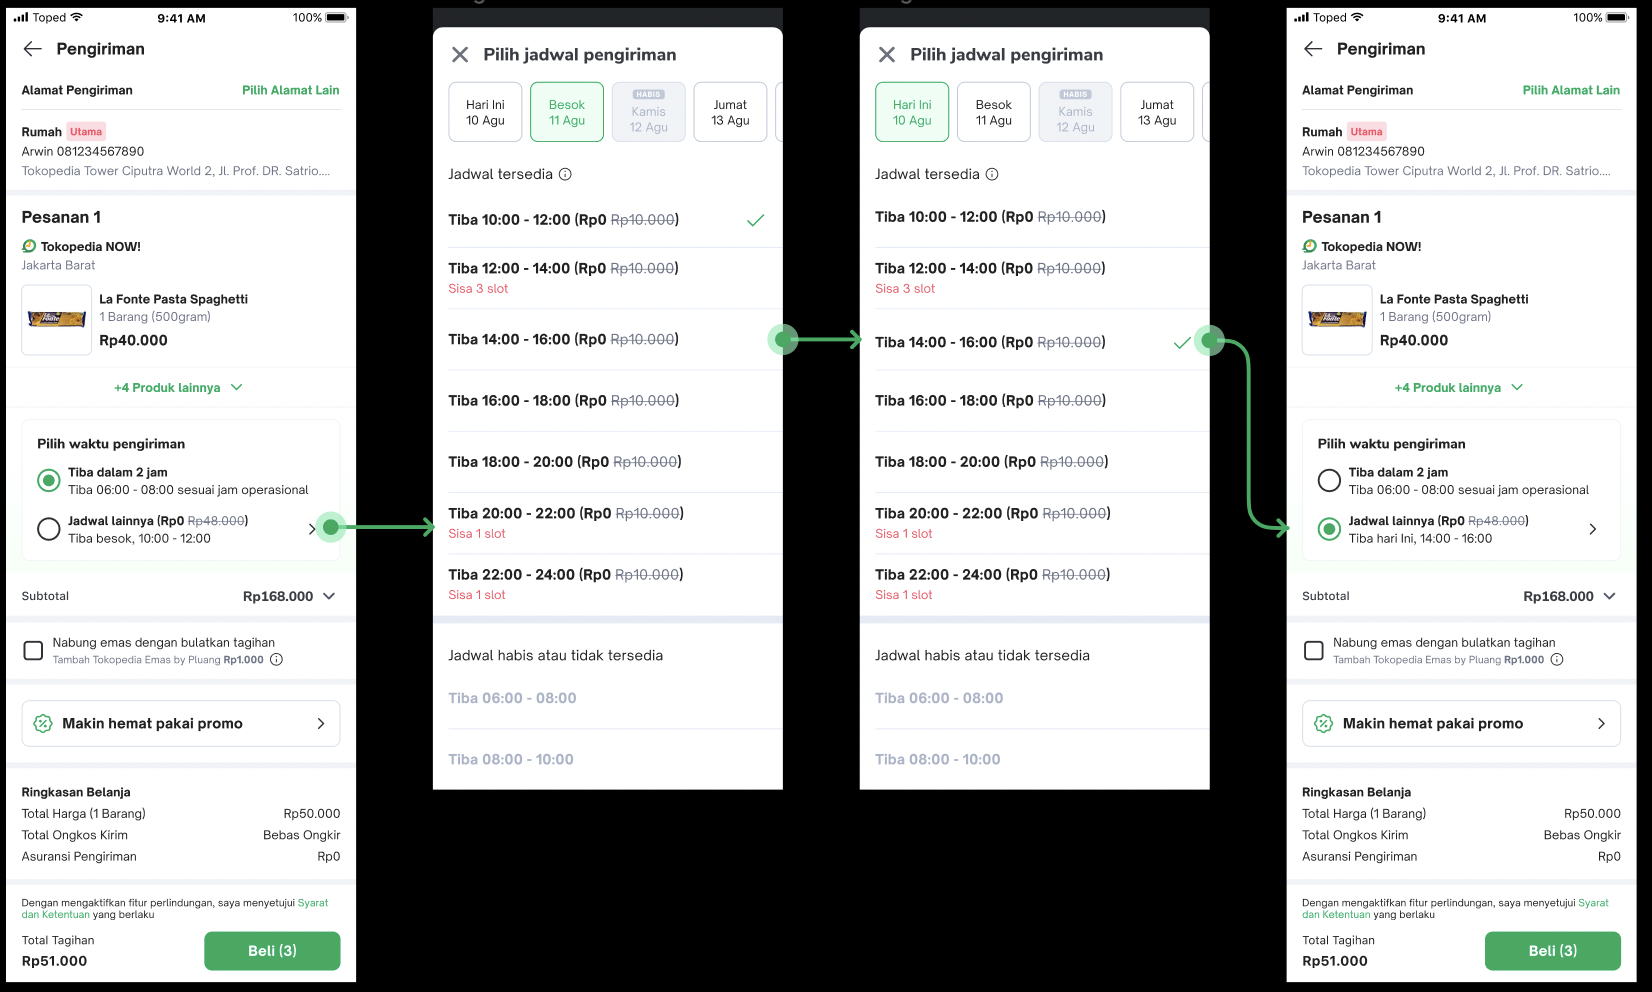 Toped
9:41 AM
100%
Pengiriman
Alamat Pengiriman
Pilih Alamat Lain
Rumah Utama
Arwin 081234567890
Tokopedia Tower Ciputra World 2, Jl. Prof. DR. Satrio....
Pesanan 1
Tokopedia NOW!
Jakarta Barat
La Fonte Pasta Spaghetti
1 Barang (500gram)
Rp40.000
+4 Produk lainnya
Pilih waktu pengiriman
Tiba dalam 2 jam
Tiba 06:00 - 08:00 sesuai jam operasional
Jadwal lainnya (Rp0 Rp48.000)
Tiba besok, 10:00 - 12:00
Subtotal
Rp168.000
Nabung emas dengan bulatkan tagihan
Tambah Tokopedia Emas by Pluang Rp1.000
Makin hemat pakai promo
Ringkasan Belanja
Total Harga (1 Barang)
Rp50.000
Total Ongkos Kirim
Bebas Ongkir
Asuransi Pengiriman
Rp0
Dengan mengaktifkan fitur perlindungan, saya menyetujui Syarat
dan Ketentuan yang berlaku
Total Tagihan
Rp51.000
Beli (3)
Pilih jadwal pengiriman
Hari Ini
10 Agu
Besok
11 Agu
HABIS
Kamis
12 Agu
Jumat
13 Agu
Jadwal tersedia
Tiba 10:00 - 12:00 (Rp0 Rp10.000)
Tiba 12:00 - 14:00 (Rp0 Rp10.000)
Sisa 3 slot
Tiba 14:00 - 16:00 (Rp0 Rp10.000)
Tiba 16:00 - 18:00 (Rp0 Rp10.000)
Tiba 18:00 - 20:00 (Rp0 Rp10.000)
Tiba 20:00 - 22:00 (Rp0 Rp10.000)
Sisa 1 slot
Tiba 22:00 - 24:00 (Rp0 Rp10.000)
Sisa 1 slot
Jadwal habis atau tidak tersedia
Tiba 06:00 - 08:00
Tiba 08:00 - 10:00
Pilih jadwal pengiriman
Hari Ini
10 Agu
Besok
11 Agu
HABIS
Kamis
12 Agu
Jumat
13 Agu
Jadwal tersedia
Tiba 10:00 - 12:00 (Rp0 Rp10.000)
Tiba 12:00 - 14:00 (Rp0 Rp10.000)
Sisa 3 slot
Tiba 14:00 - 16:00 (Rp0 Rp10.000)
Tiba 16:00 - 18:00 (Rp0 Rp10.000)
Tiba 18:00 - 20:00 (Rp0 Rp10.000)
Tiba 20:00 - 22:00 (Rp0 Rp10.000)
Sisa 1 slot
Tiba 22:00 - 24:00 (Rp0 Rp10.000)
Sisa 1 slot
Jadwal habis atau tidak tersedia
Tiba 06:00 - 08:00
Tiba 08:00 - 10:00
Toped
9:41 AM
100%
Pengiriman
Alamat Pengiriman
Pilih Alamat Lain
Rumah Utama
Arwin 081234567890
Tokopedia Tower Ciputra World 2, Jl. Prof. DR. Satrio....
Pesanan 1
Tokopedia NOW!
Jakarta Barat
La Fonte Pasta Spaghetti
1 Barang (500gram)
Rp40.000
+4 Produk lainnya
Pilih waktu pengiriman
Tiba dalam 2 jam
Tiba 06:00 - 08:00 sesuai jam operasional
Jadwal lainnya (Rp0 Rp48.000)
Tiba hari Ini, 14:00 - 16:00
Subtotal
Rp168.000
Nabung emas dengan bulatkan tagihan
Tambah Tokopedia Emas by Pluang Rp1.000
Makin hemat pakai promo
Ringkasan Belanja
Total Harga (1 Barang)
Rp50.000
Total Ongkos Kirim
Bebas Ongkir
Asuransi Pengiriman
Rp0
Dengan mengaktifkan fitur perlindungan, saya menyetujui Syarat
dan Ketentuan yang berlaku
Total Tagihan
Rp51.000
Beli (3)